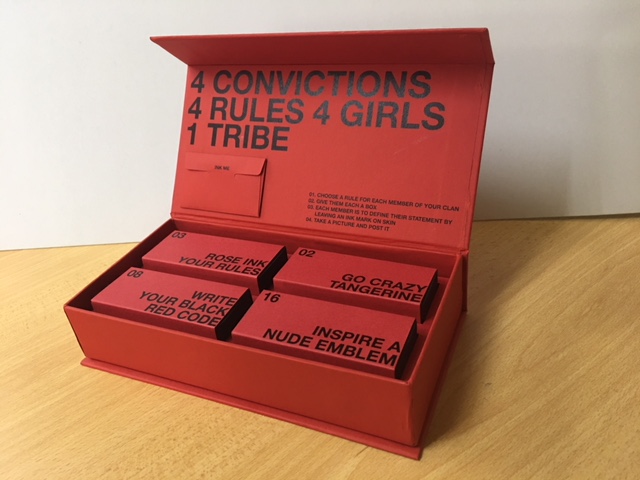 4 CONVICTIONS
4 RULES 4 GIRLS
1 TRIBE
INK ME.
01. CHOOSE A RULE FOR EACH MEMBER OF YOUR CLAN
02. GIVE THEM EACH A BOX
03. EACH MEMBER IS TO DEFINE THEIR STATEMENT BY
LEAVING AN INK MARK ON SKIN
04. TAKE A PICTURE AND POST IT
03
ROSE INK
YOUR RULES
02
GO CRAZY
TANGERINE
08
WRITE
YOUR BLACK
RED CODE
16
INSPIRE A
NUDE EMBLEM